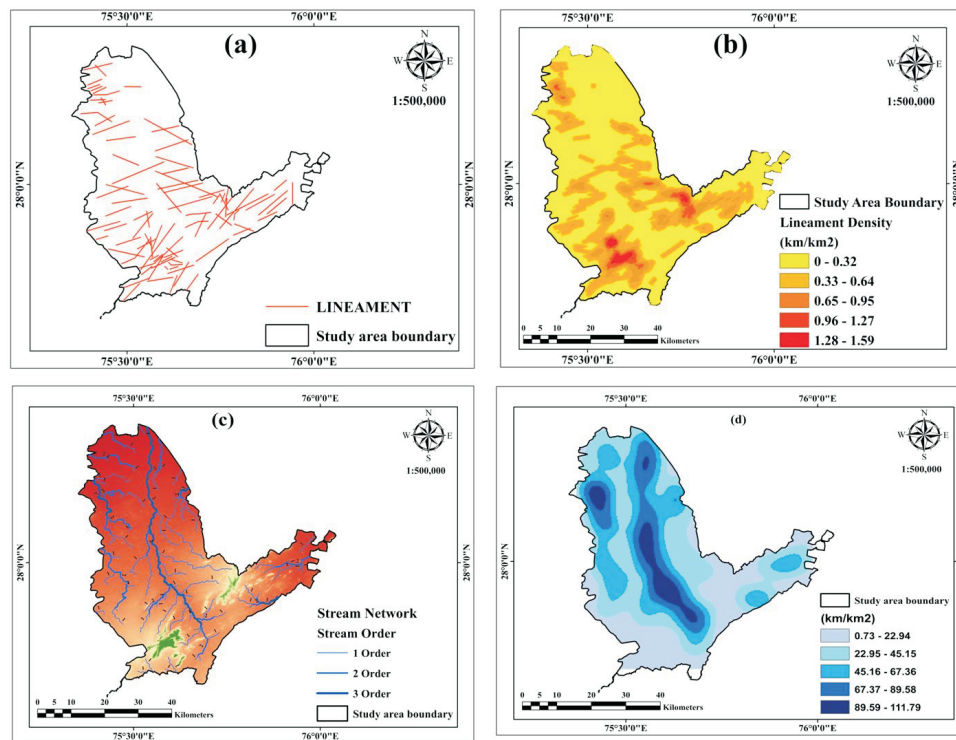 75°30'0"E 76°0'0"E
(a)
N
W E
S
1:500,000
28°0'0"N 28°0'0"N
LINEAMENT
Study area boundary
75°30'0"E 76°0'0"E
75°30'0"E 76°0'0"E
(b)
N
W E
S
1:500,000
28°0'0"N 28°0'0"N
Study Area Boundary
Lineament Density
(km/km2)
0 - 0.32
0.33 - 0.64
0.65 - 0.95
0.96 - 1.27
1.28 - 1.59
0 5 10 20 30 40
Kilometers
75°30'0"E 76°0'0"E
75°30'0"E 76°0'0"E
(c)
N
W E
S
1:500,000
28°0'0"N 28°0'0"N
Stream Network
Stream Order
1 Order
2 Order
3 Order
Study area boundary
0 5 10 20 30 40
Kilometers
75°30'0"E 76°0'0"E
75°30'0"E 76°0'0"E
(d)
N
W E
S
1:500,000
28°0'0"N 28°0'0"N
Study area boundary
(km/km2)
0.73 - 22.94
22.95 - 45.15
45.16 - 67.36
67.37 - 89.58
89.59 - 111.79
0 5 10 20 30 40
Kilometers
75°30'0"E 76°0'0"E